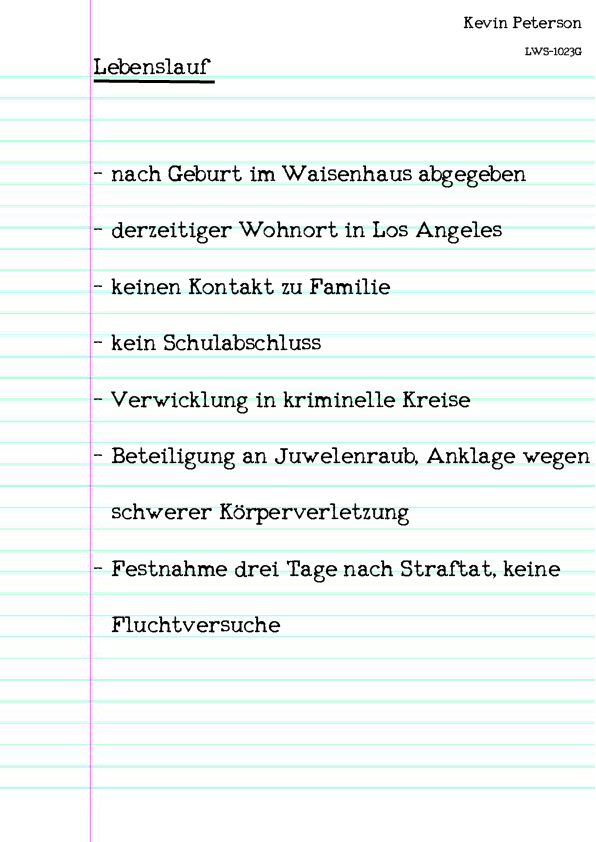 Kevin Peterson
LWS-1023G
Lebenslauf
- nach Geburt im Waisenhaus abgegeben
- derzeitiger Wohnort in Los Angeles
- keinen Kontakt zu Familie
- kein Schulabschluss
- Verwicklung in kriminelle Kreise
- Beteiligung an Juwelenraub, Anklage wegen
schwerer Körperverletzung
- Festnahme drei Tage nach Straftat, keine
Fluchtversuche